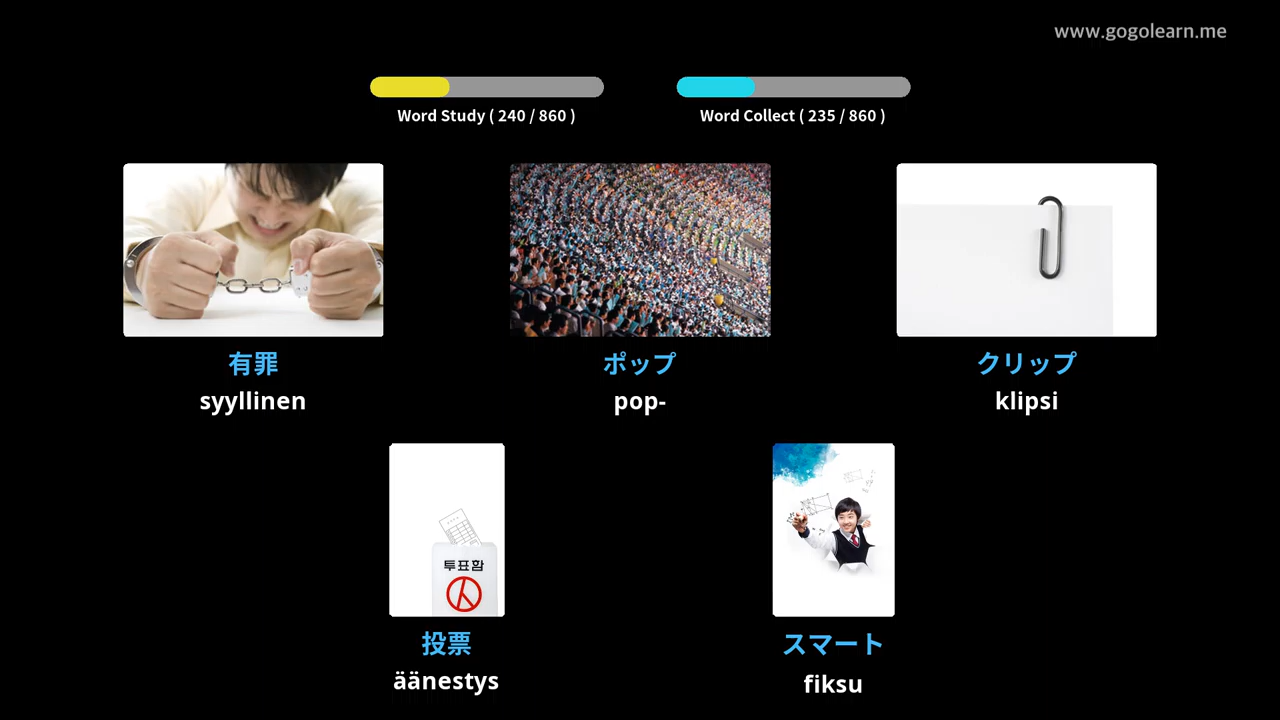 www.gogolearn.me
Word Study ( 240 / 860 )
Word Collect ( 235 / 860 )
有罪
syyllinen
ポップ
pop-
クリップ
klipsi
투표함
投票
äänestys
スマート
fiksu